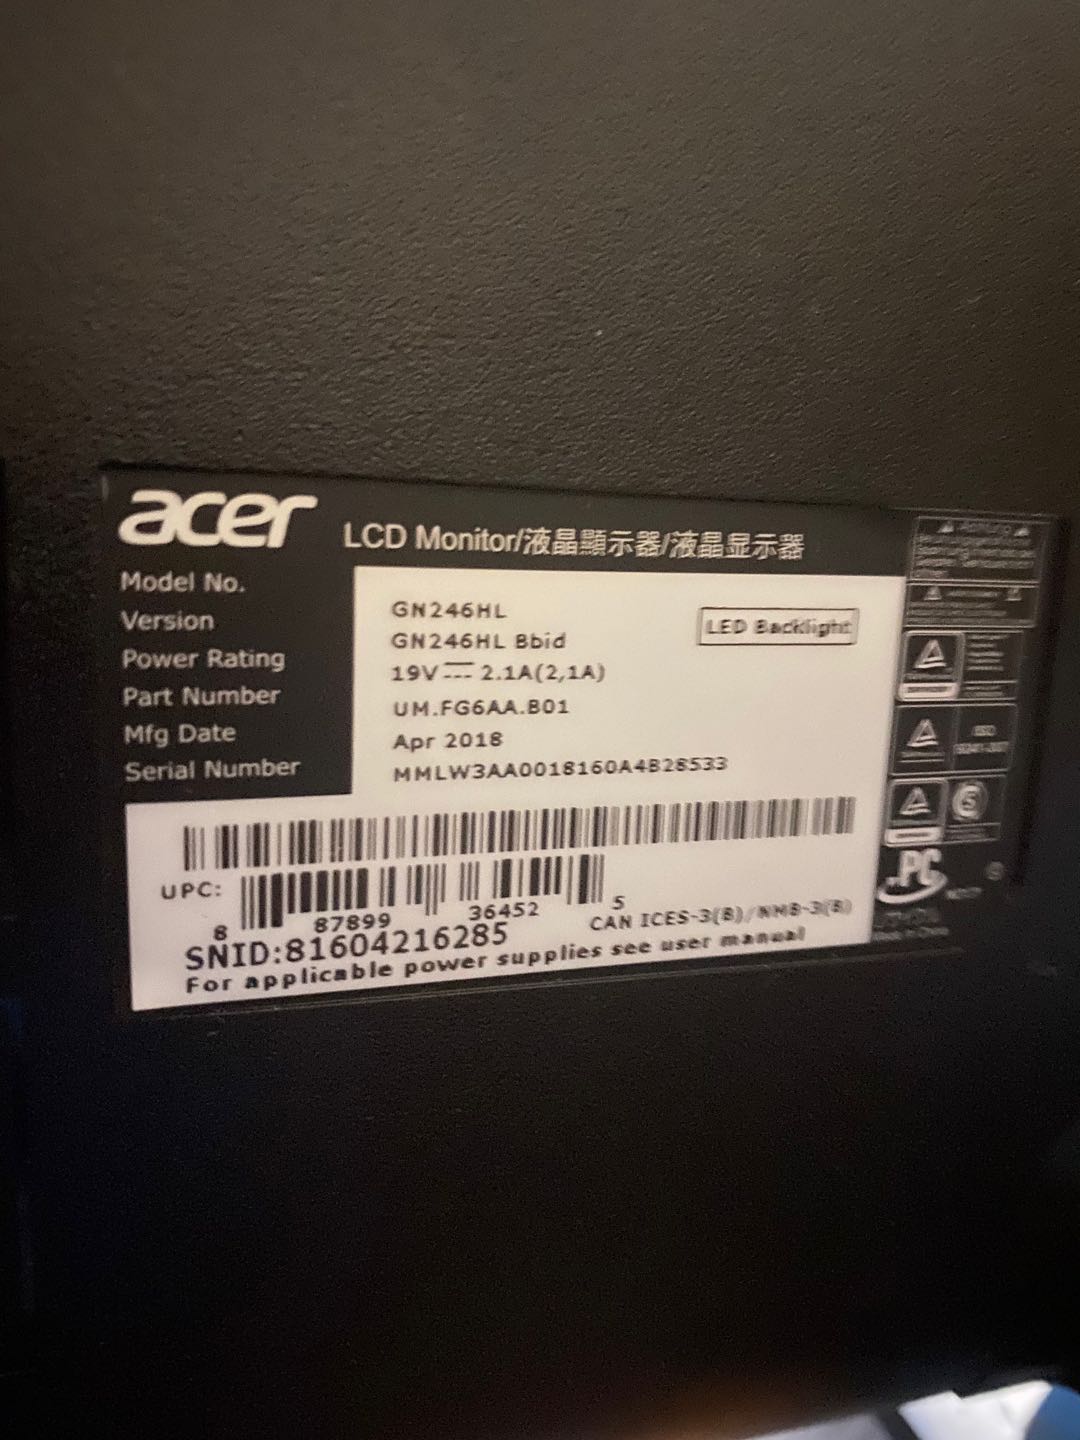 acer
LCD Monitor/液晶顯示器/液晶显示器
Model No. GN246HL
Version GN246HL Bbid
LED Backlight
Power Rating 19V 2.1A(2,1A)
Part Number UM.FG6AA.B01
Mfg Date Apr 2018
Serial Number MMLW3AA0018160A4B28533
UPC:
8 87899 36452 5
CAN ICES-3(B)/NMB-3(B)
SNID:81604216285
For applicable power supplies see user manual
PC